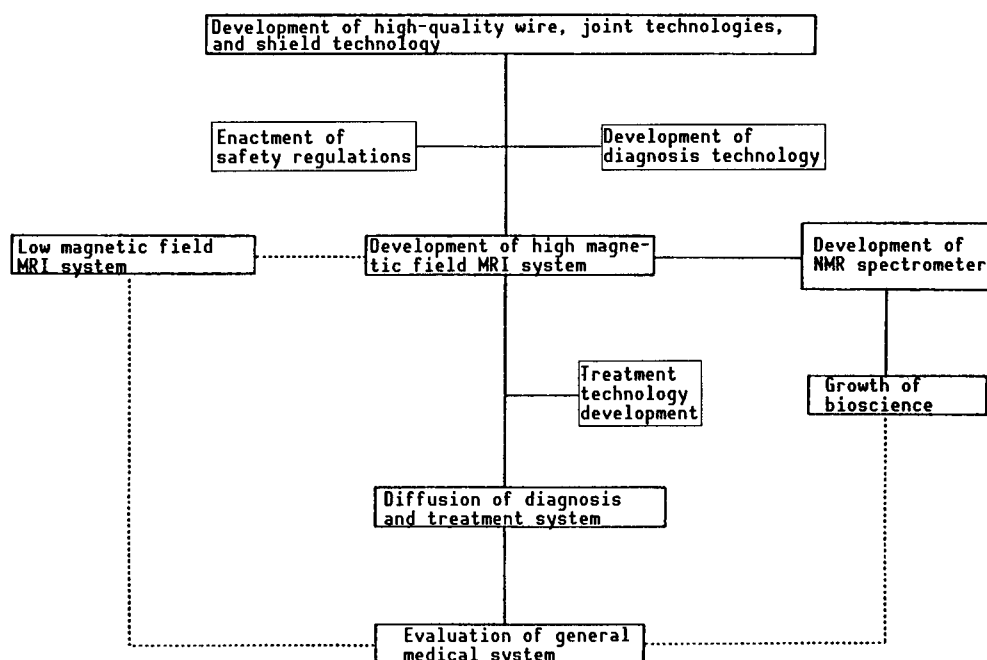 Development of high-quality wire, joint technologies,
and shield technology
Enactment of
safety regulations
Development of
diagnosis technology
Low magnetic field
MRI system
Development of high magne-
tic field MRI system
Development of
NMR spectrometer
Treatment
technology
development
Growth of
bioscience
Diffusion of diagnosis
and treatment system
Evaluation of general
medical system